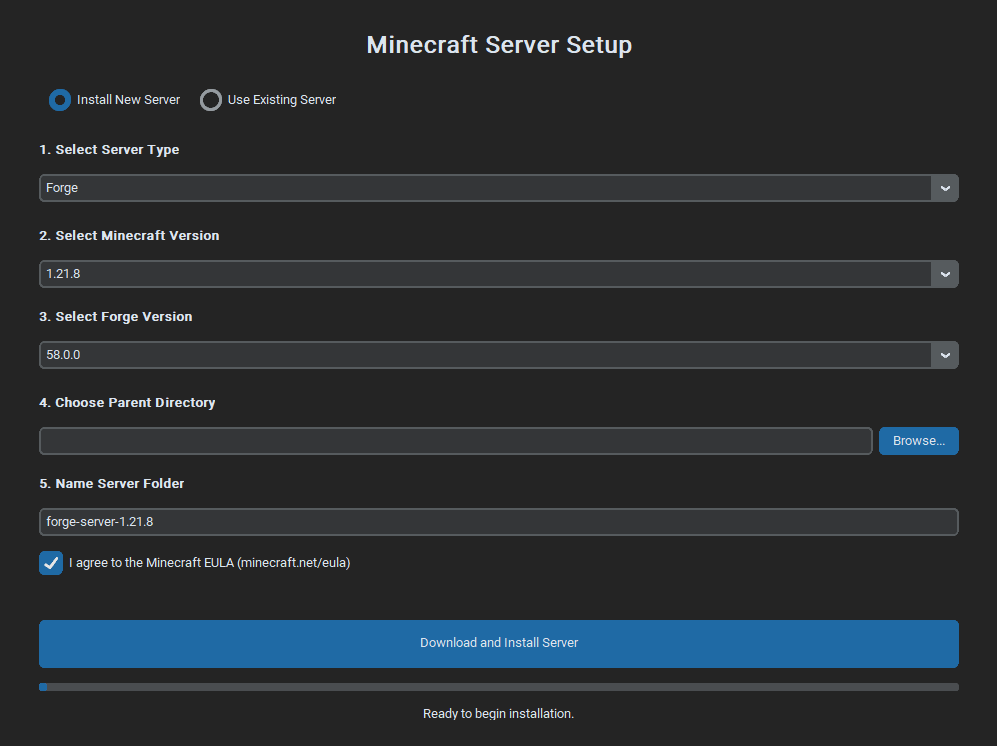 Minecraft Server Setup
Install New Server
Use Existing Server
1. Select Server Type
Forge
2. Select Minecraft Version
1.21.8
3. Select Forge Version
58.0.0
4. Choose Parent Directory
Browse...
5. Name Server Folder
forge-server-1.21.8
I agree to the Minecraft EULA (minecraft.net/eula)
Download and Install Server
Ready to begin installation.